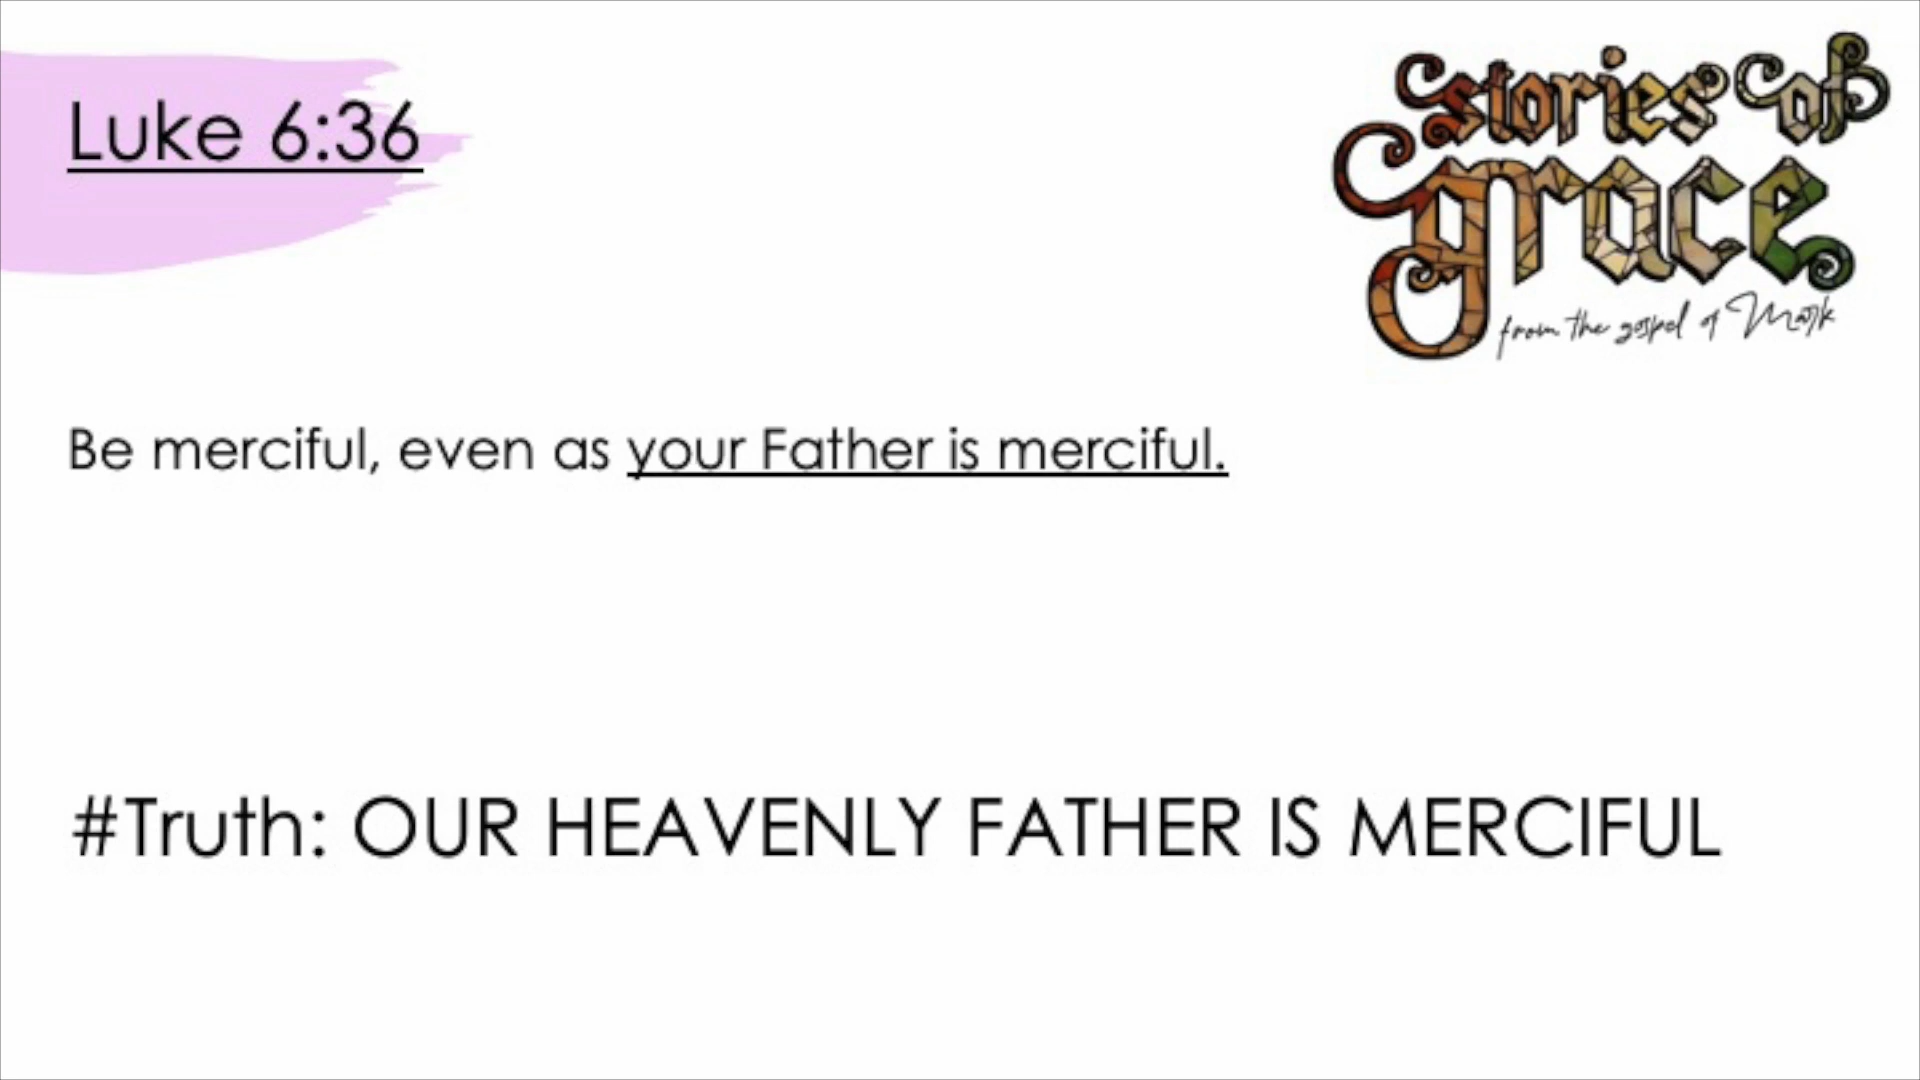 Luke 6:36
stories of
grace
from the gospel of Mark
Be merciful, even as your Father is merciful.
#Truth: OUR HEAVENLY FATHER IS MERCIFUL